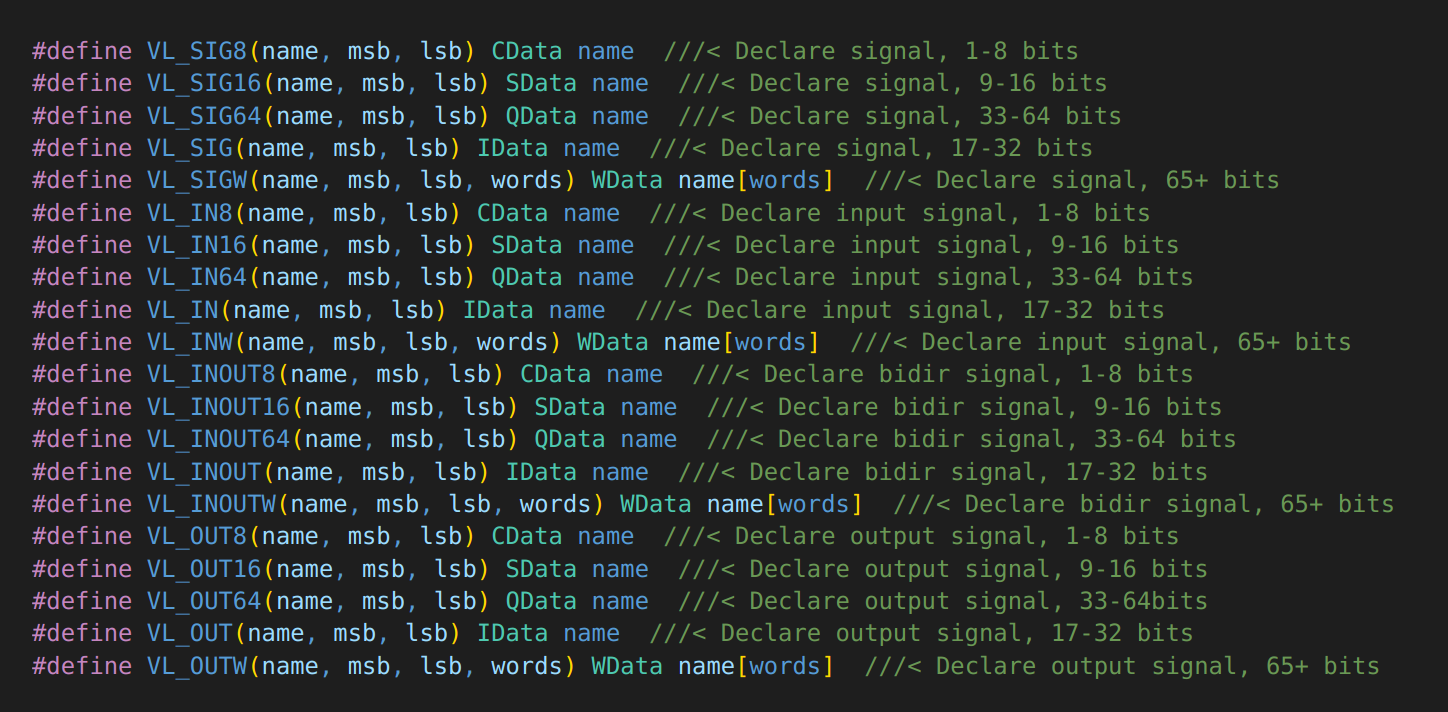 #define VL_SIG8(name, msb, lsb) CData name  ///< Declare signal, 1-8 bits
#define VL_SIG16(name, msb, lsb) SData name  ///< Declare signal, 9-16 bits
#define VL_SIG64(name, msb, lsb) QData name  ///< Declare signal, 33-64 bits
#define VL_SIG(name, msb, lsb) IData name  ///< Declare signal, 17-32 bits
#define VL_SIGW(name, msb, lsb, words) WData name[words]  ///< Declare signal, 65+ bits
#define VL_IN8(name, msb, lsb) CData name  ///< Declare input signal, 1-8 bits
#define VL_IN16(name, msb, lsb) SData name  ///< Declare input signal, 9-16 bits
#define VL_IN64(name, msb, lsb) QData name  ///< Declare input signal, 33-64 bits
#define VL_IN(name, msb, lsb) IData name  ///< Declare input signal, 17-32 bits
#define VL_INW(name, msb, lsb, words) WData name[words]  ///< Declare input signal, 65+ bits
#define VL_INOUT8(name, msb, lsb) CData name  ///< Declare bidir signal, 1-8 bits
#define VL_INOUT16(name, msb, lsb) SData name  ///< Declare bidir signal, 9-16 bits
#define VL_INOUT64(name, msb, lsb) QData name  ///< Declare bidir signal, 33-64 bits
#define VL_INOUT(name, msb, lsb) IData name  ///< Declare bidir signal, 17-32 bits
#define VL_INOUTW(name, msb, lsb, words) WData name[words]  ///< Declare bidir signal, 65+ bits
#define VL_OUT8(name, msb, lsb) CData name  ///< Declare output signal, 1-8 bits
#define VL_OUT16(name, msb, lsb) SData name  ///< Declare output signal, 9-16 bits
#define VL_OUT64(name, msb, lsb) QData name  ///< Declare output signal, 33-64bits
#define VL_OUT(name, msb, lsb) IData name  ///< Declare output signal, 17-32 bits
#define VL_OUTW(name, msb, lsb, words) WData name[words]  ///< Declare output signal, 65+ bits